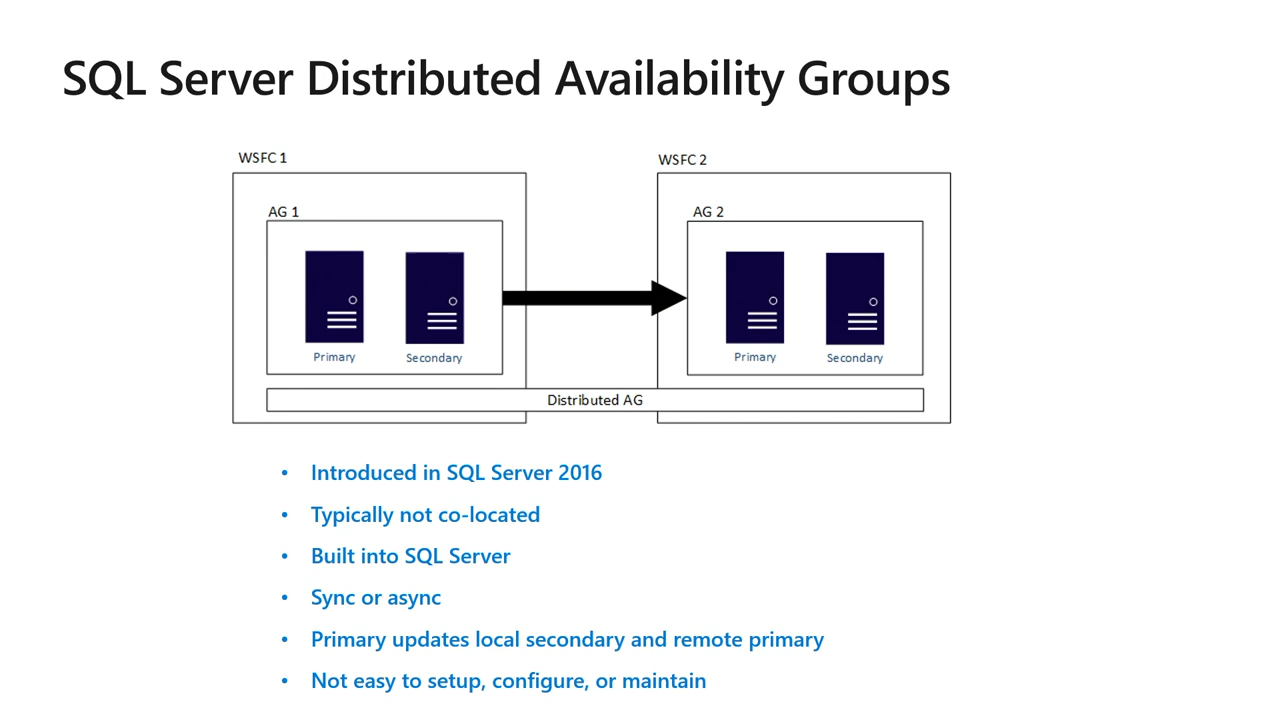 SQL Server Distributed Availability Groups
WSFC 1
WSFC 2
AG 1
AG 2
Primary
Secondary
Primary
Secondary
Distributed AG
• Introduced in SQL Server 2016
• Typically not co-located
• Built into SQL Server
• Sync or async
• Primary updates local secondary and remote primary
• Not easy to setup, configure, or maintain